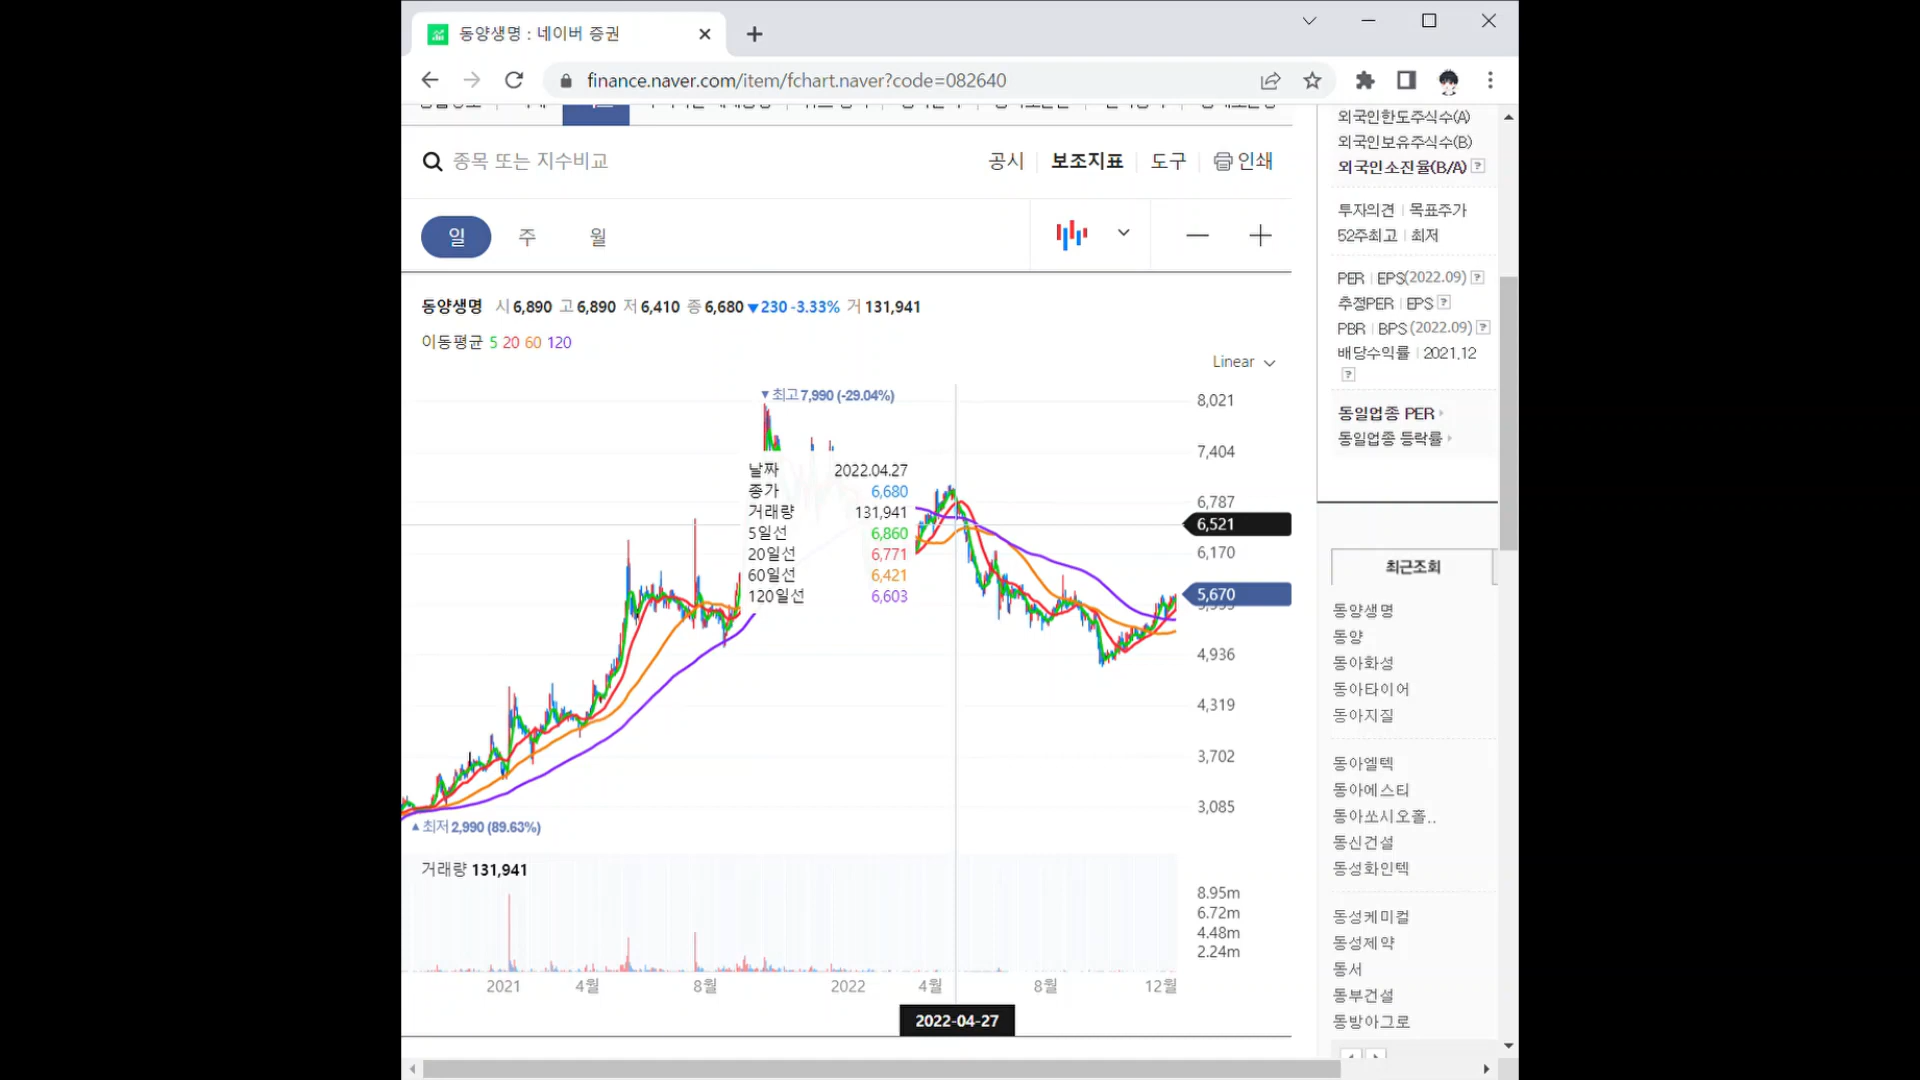 동양생명 : 네이버 증권
finance.naver.com/item/fchart.naver?code=082640
종목 또는 지수비교
공시 보조지표 도구 인쇄
일 주 월
동양생명 시 6,890 고 6,890 저 6,410 종 6,680 ▼230 -3.33% 거 131,941
이동평균 5 20 60 120
Linear
▼최고 7,990 (-29.04%)
날짜 2022.04.27
종가 6,680
거래량 131,941
5일선 6,860
20일선 6,771
60일선 6,421
120일선 6,603
8,021
7,404
6,787
6,521
6,170
5,670
4,936
4,319
3,702
3,085
▲최저 2,990 (89.63%)
거래량 131,941
8.95m
6.72m
4.48m
2.24m
2021 4월 8월 2022 4월 8월 12월
2022-04-27
외국인한도주식수(A)
외국인보유주식수(B)
외국인소진율(B/A) ?
투자의견 | 목표주가
52주최고 | 최저
PER | EPS(2022.09) ?
추정PER | EPS ?
PBR | BPS (2022.09) ?
배당수익률 | 2021.12
?
동일업종 PER
동일업종 등락률
최근조회
동양생명
동양
동아화성
동아타이어
동아지질
동아엘텍
동아에스티
동아쏘시오홀..
동신건설
동성화인텍
동성케미컬
동성제약
동서
동부건설
동방아그로